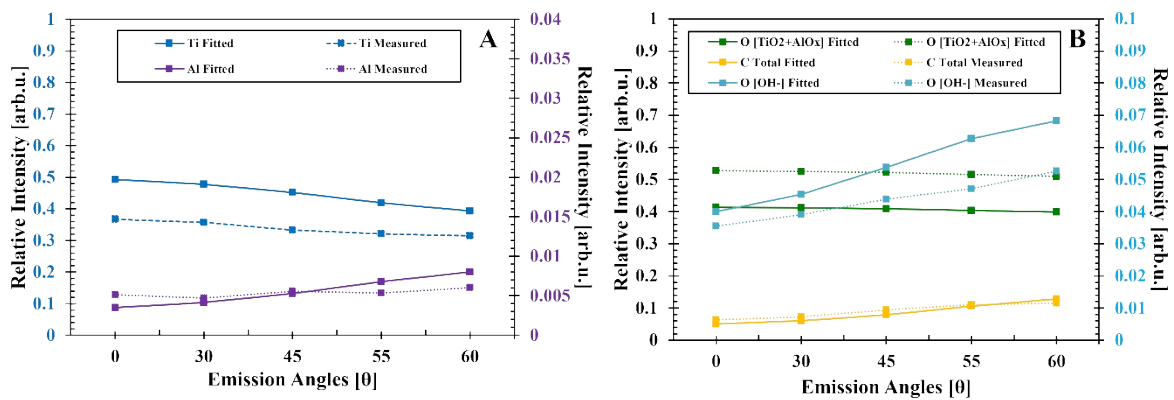 A
Ti Fitted
Ti Measured
Al Fitted
Al Measured
Relative Intensity [arb.u.]
1
0.9
0.8
0.7
0.6
0.5
0.4
0.3
0.2
0.1
0
0.04
0.035
0.03
0.025
0.02
0.015
0.01
0.005
0
Relative Intensity [arb.u.]
0 30 45 55 60
Emission Angles [θ]
B
O [TiO2+AlOx] Fitted
O [TiO2+AlOx] Measured
C Total Fitted
C Total Measured
O [OH-] Fitted
O [OH-] Measured
Relative Intensity [arb.u.]
1
0.9
0.8
0.7
0.6
0.5
0.4
0.3
0.2
0.1
0
0.1
0.09
0.08
0.07
0.06
0.05
0.04
0.03
0.02
0.01
0
Relative Intensity [arb.u.]
0 30 45 55 60
Emission Angles [θ]